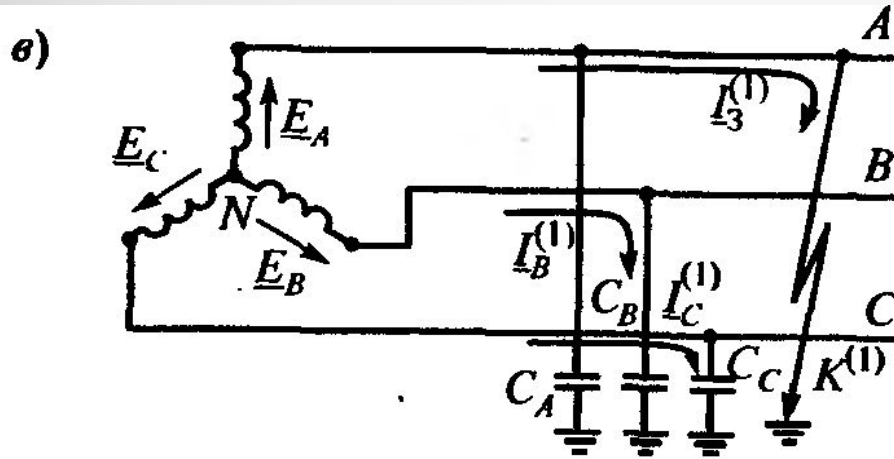 в)
A
I_3^(1)
E_A
E_C
B
N
E_B
I_B^(1)
C_B
I_C^(1)
C
C_A
C_C
K^(1)